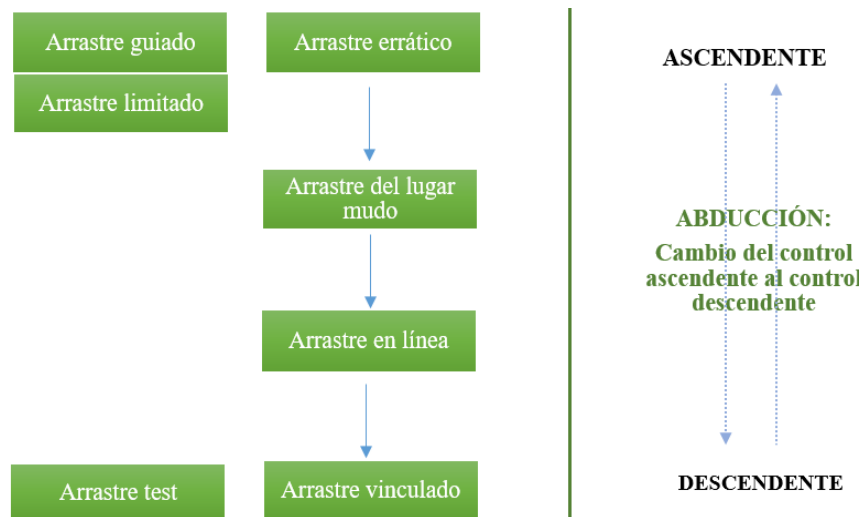 Arrastre guiado
Arrastre errático
Arrastre limitado
Arrastre del lugar
mudo
Arrastre en línea
Arrastre test
Arrastre vinculado
ASCENDENTE
ABDUCCIÓN:
Cambio del control
ascendente al control
descendente
DESCENDENTE